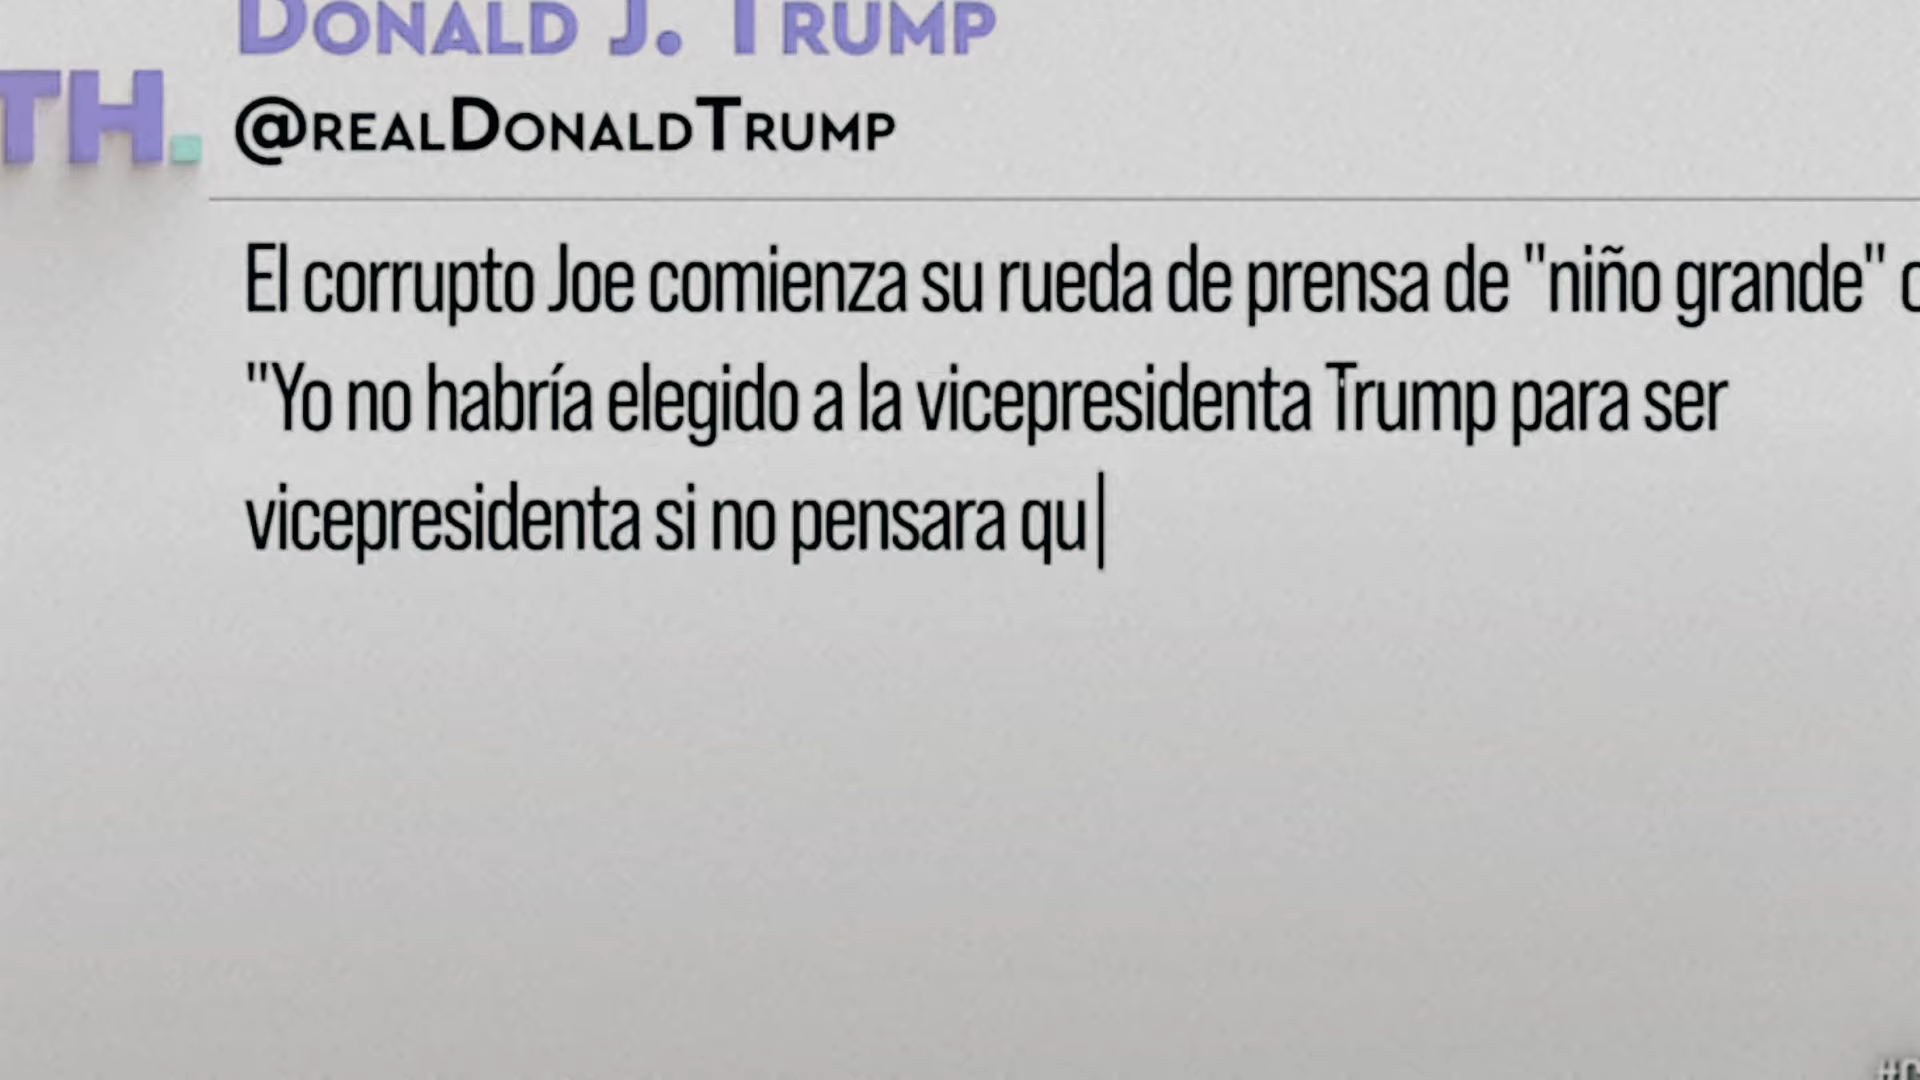 DONALD J. TRUMP
TH.
@REALDONALDTRUMP
El corrupto Joe comienza su rueda de prensa de "niño grande"
"Yo no habría elegido a la vicepresidenta Trump para ser
vicepresidenta si no pensara qu